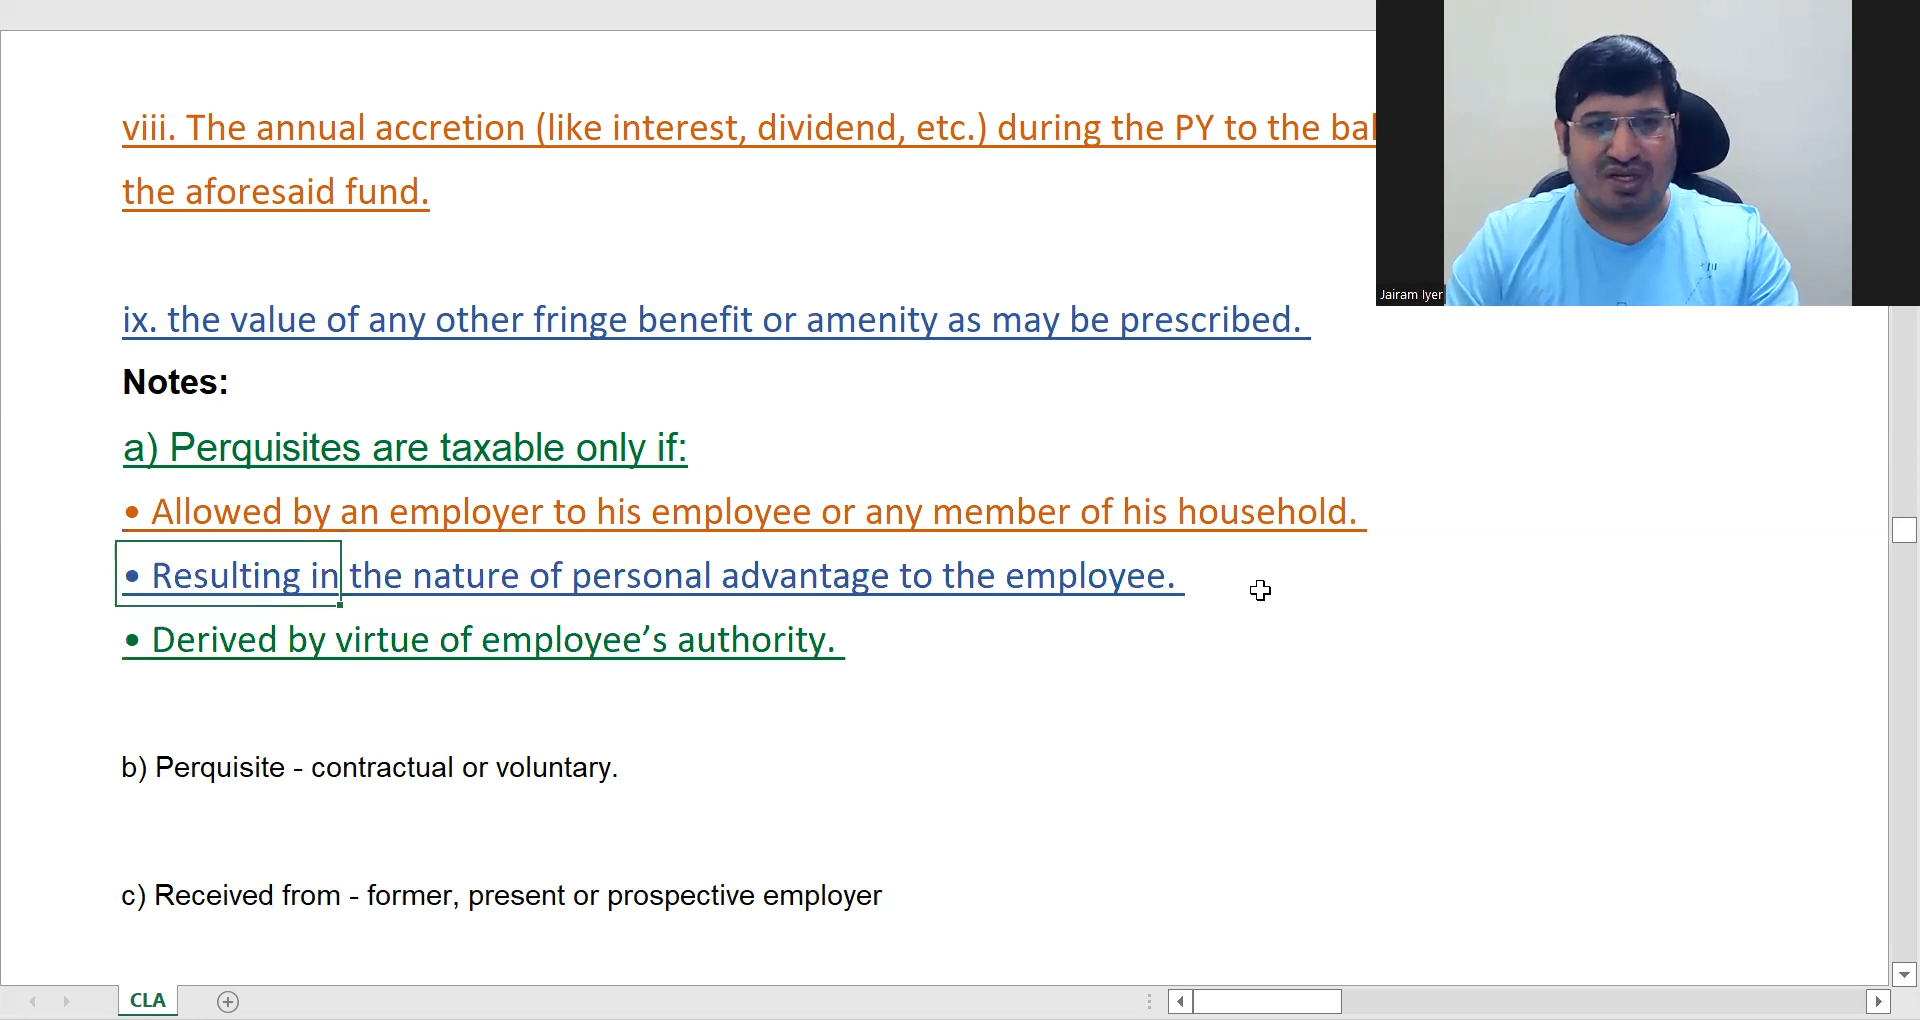 viii. The annual accretion (like interest, dividend, etc.) during the PY to the bal
the aforesaid fund.
ix. the value of any other fringe benefit or amenity as may be prescribed.
Notes:
a) Perquisites are taxable only if:
• Allowed by an employer to his employee or any member of his household.
• Resulting in the nature of personal advantage to the employee.
• Derived by virtue of employee’s authority.
b) Perquisite - contractual or voluntary.
c) Received from - former, present or prospective employer
Jairam Iyer
CLA